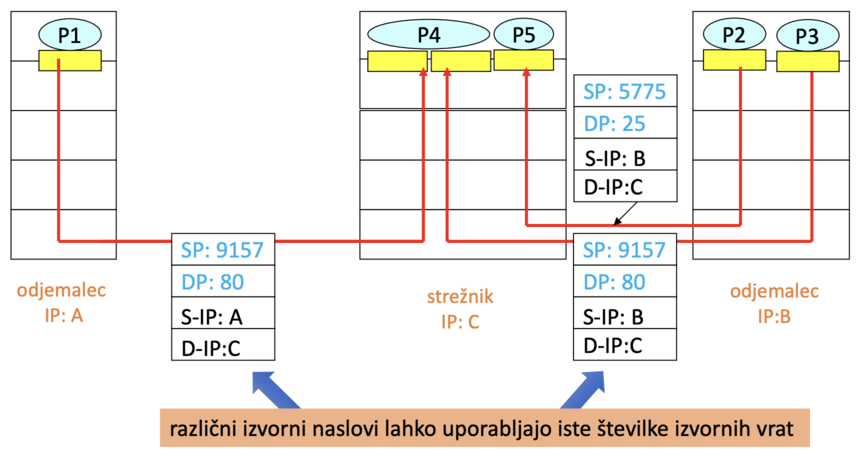 P1
P4
P5
P2
P3
SP: 5775
DP: 25
S-IP: B
D-IP:C
SP: 9157
DP: 80
S-IP: A
D-IP:C
SP: 9157
DP: 80
S-IP: B
D-IP:C
odjemalec
IP: A
strežnik
IP: C
odjemalec
IP:B
različni izvorni naslovi lahko uporabljajo iste številke izvornih vrat